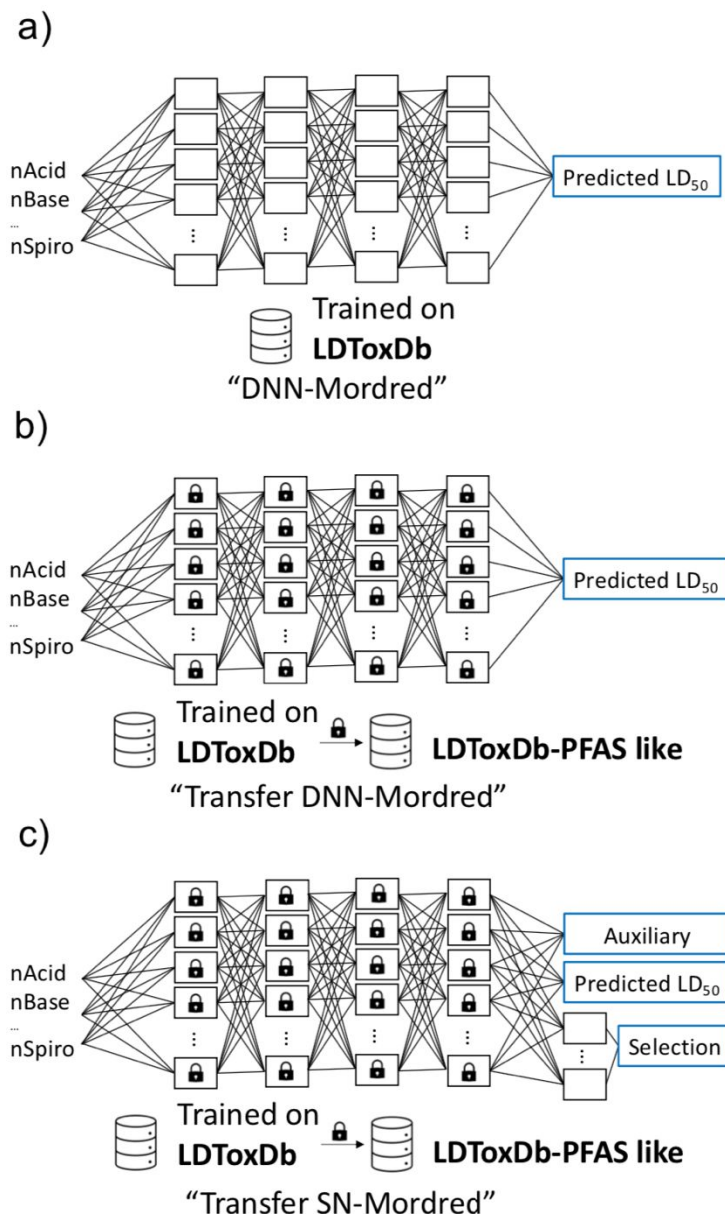 a)
nAcid
nBase
...
nSpiro
Predicted LD₅₀
Trained on
LDToxDb
“DNN-Mordred”
b)
nAcid
nBase
...
nSpiro
Predicted LD₅₀
Trained on
LDToxDb
LDToxDb-PFAS like
“Transfer DNN-Mordred”
c)
nAcid
nBase
...
nSpiro
Auxiliary
Predicted LD₅₀
Selection
Trained on
LDToxDb
LDToxDb-PFAS like
“Transfer SN-Mordred”